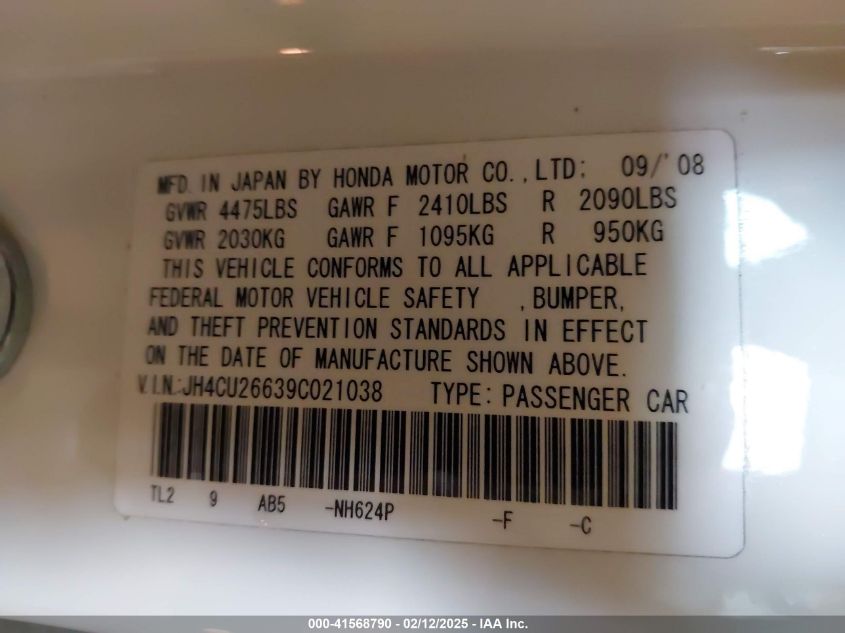 MFD. IN JAPAN BY HONDA MOTOR CO.,LTD: 09/'08
GVWR 4475LBS GAWR F 2410LBS R 2090LBS
GVWR 2030KG GAWR F 1095KG R 950KG
THIS VEHICLE CONFORMS TO ALL APPLICABLE
FEDERAL MOTOR VEHICLE SAFETY ,BUMPER,
AND THEFT PREVENTION STANDARDS IN EFFECT
ON THE DATE OF MANUFACTURE SHOWN ABOVE.
V.I.N.:JH4CU26639C021038 TYPE: PASSENGER CAR
TL2 9 AB5 -NH624P -F -C
000-41568790 - 02/12/2025 - IAA Inc.